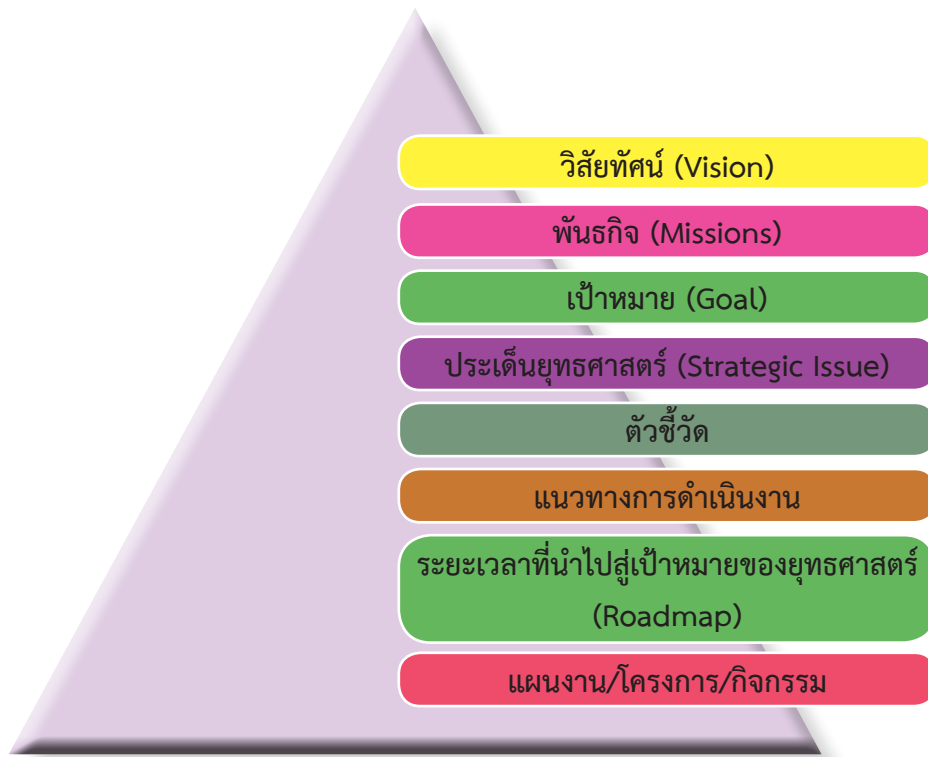 วิสัยทัศน์ (Vision)
พันธกิจ (Missions)
เป้าหมาย (Goal)
ประเด็นยุทธศาสตร์ (Strategic Issue)
ตัวชี้วัด
แนวทางการดำเนินงาน
ระยะเวลาที่นำไปสู่เป้าหมายของยุทธศาสตร์
(Roadmap)
แผนงาน/โครงการ/กิจกรรม